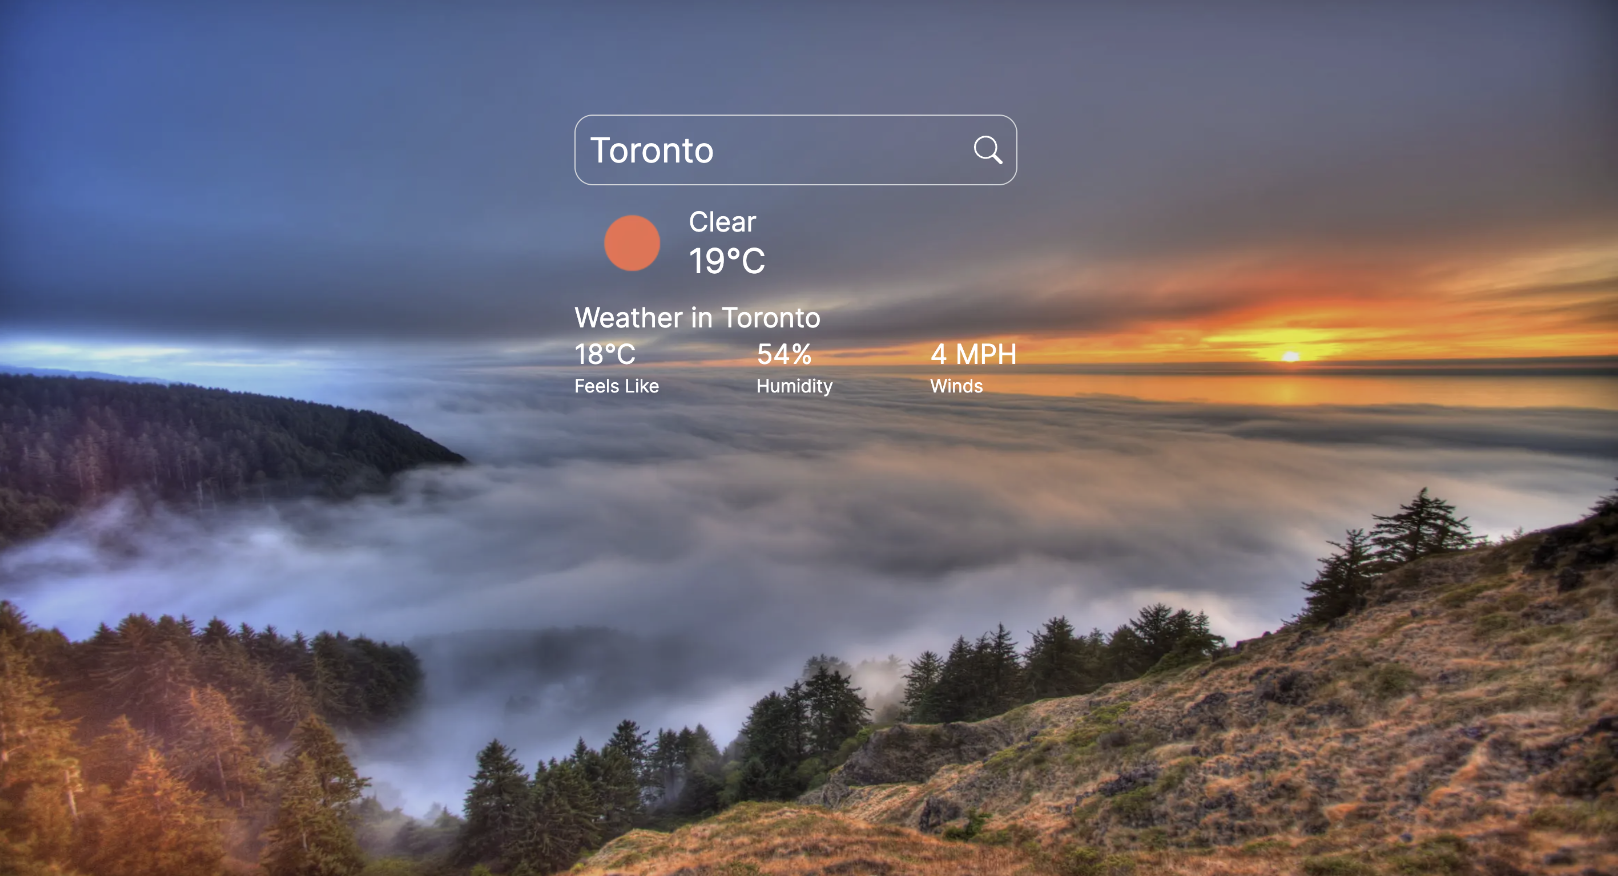 Toronto
Clear
19°C
Weather in Toronto
18°C 54% 4 MPH
Feels Like Humidity Winds